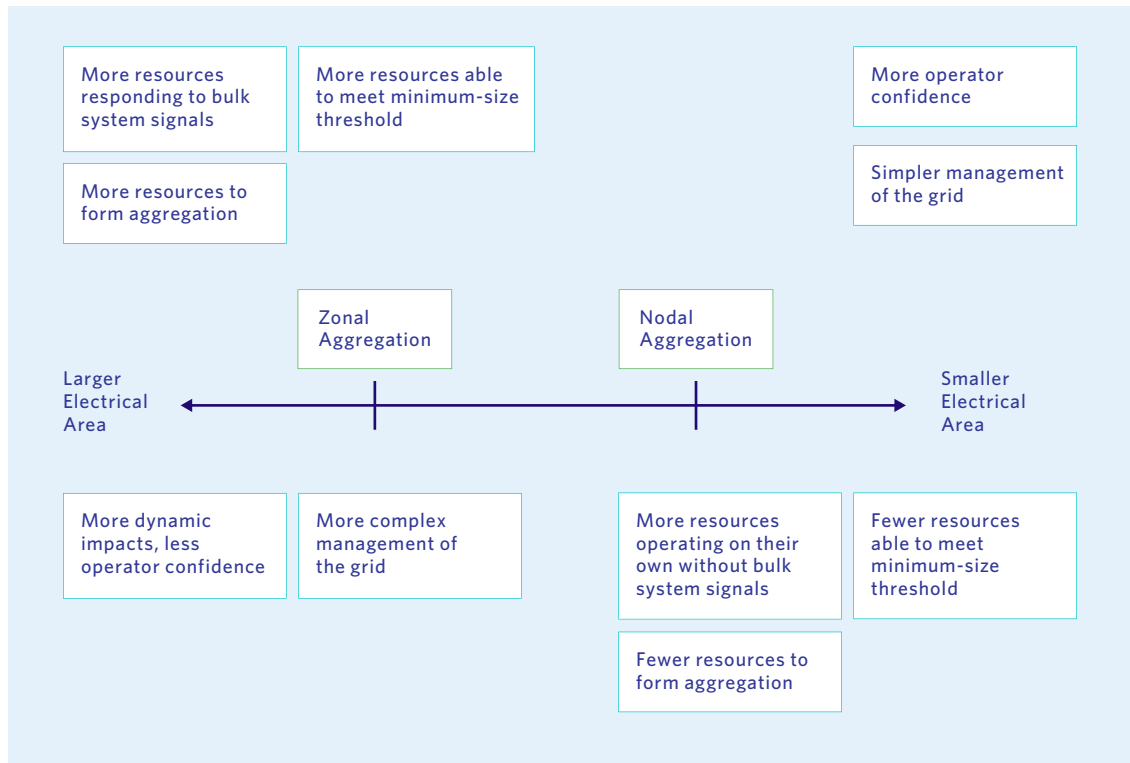 More resources
responding to bulk
system signals
More resources able
to meet minimum-size
threshold
More operator
confidence
More resources to
form aggregation
Simpler management
of the grid
Zonal
Aggregation
Nodal
Aggregation
Larger
Electrical
Area
Smaller
Electrical
Area
More dynamic
impacts, less
operator confidence
More complex
management of
the grid
More resources
operating on their
own without bulk
system signals
Fewer resources
able to meet
minimum-size
threshold
Fewer resources to
form aggregation